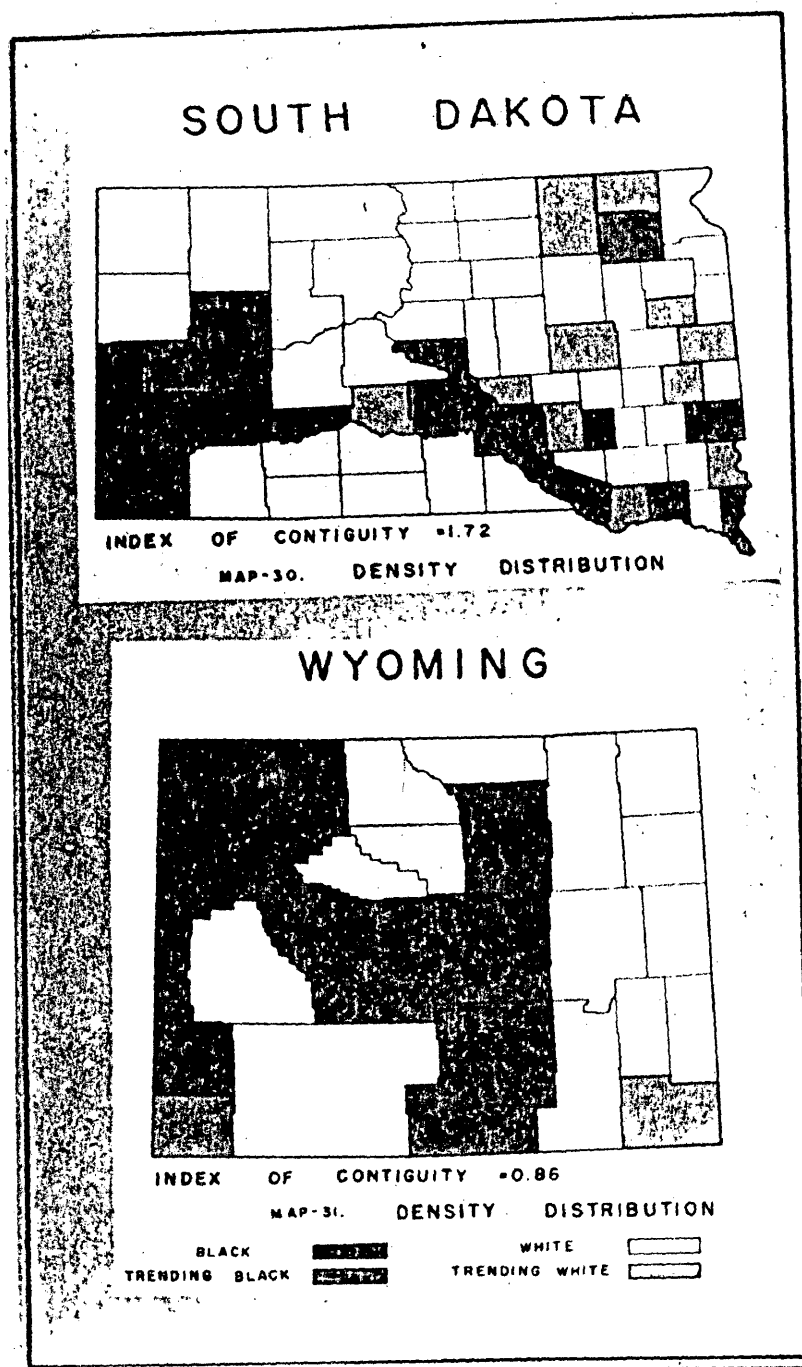 SOUTH DAKOTA
INDEX OF CONTIGUITY =1.72
MAP-30. DENSITY DISTRIBUTION
WYOMING
INDEX OF CONTIGUITY =0.86
MAP-31. DENSITY DISTRIBUTION
BLACK WHITE
TRENDING BLACK TRENDING WHITE